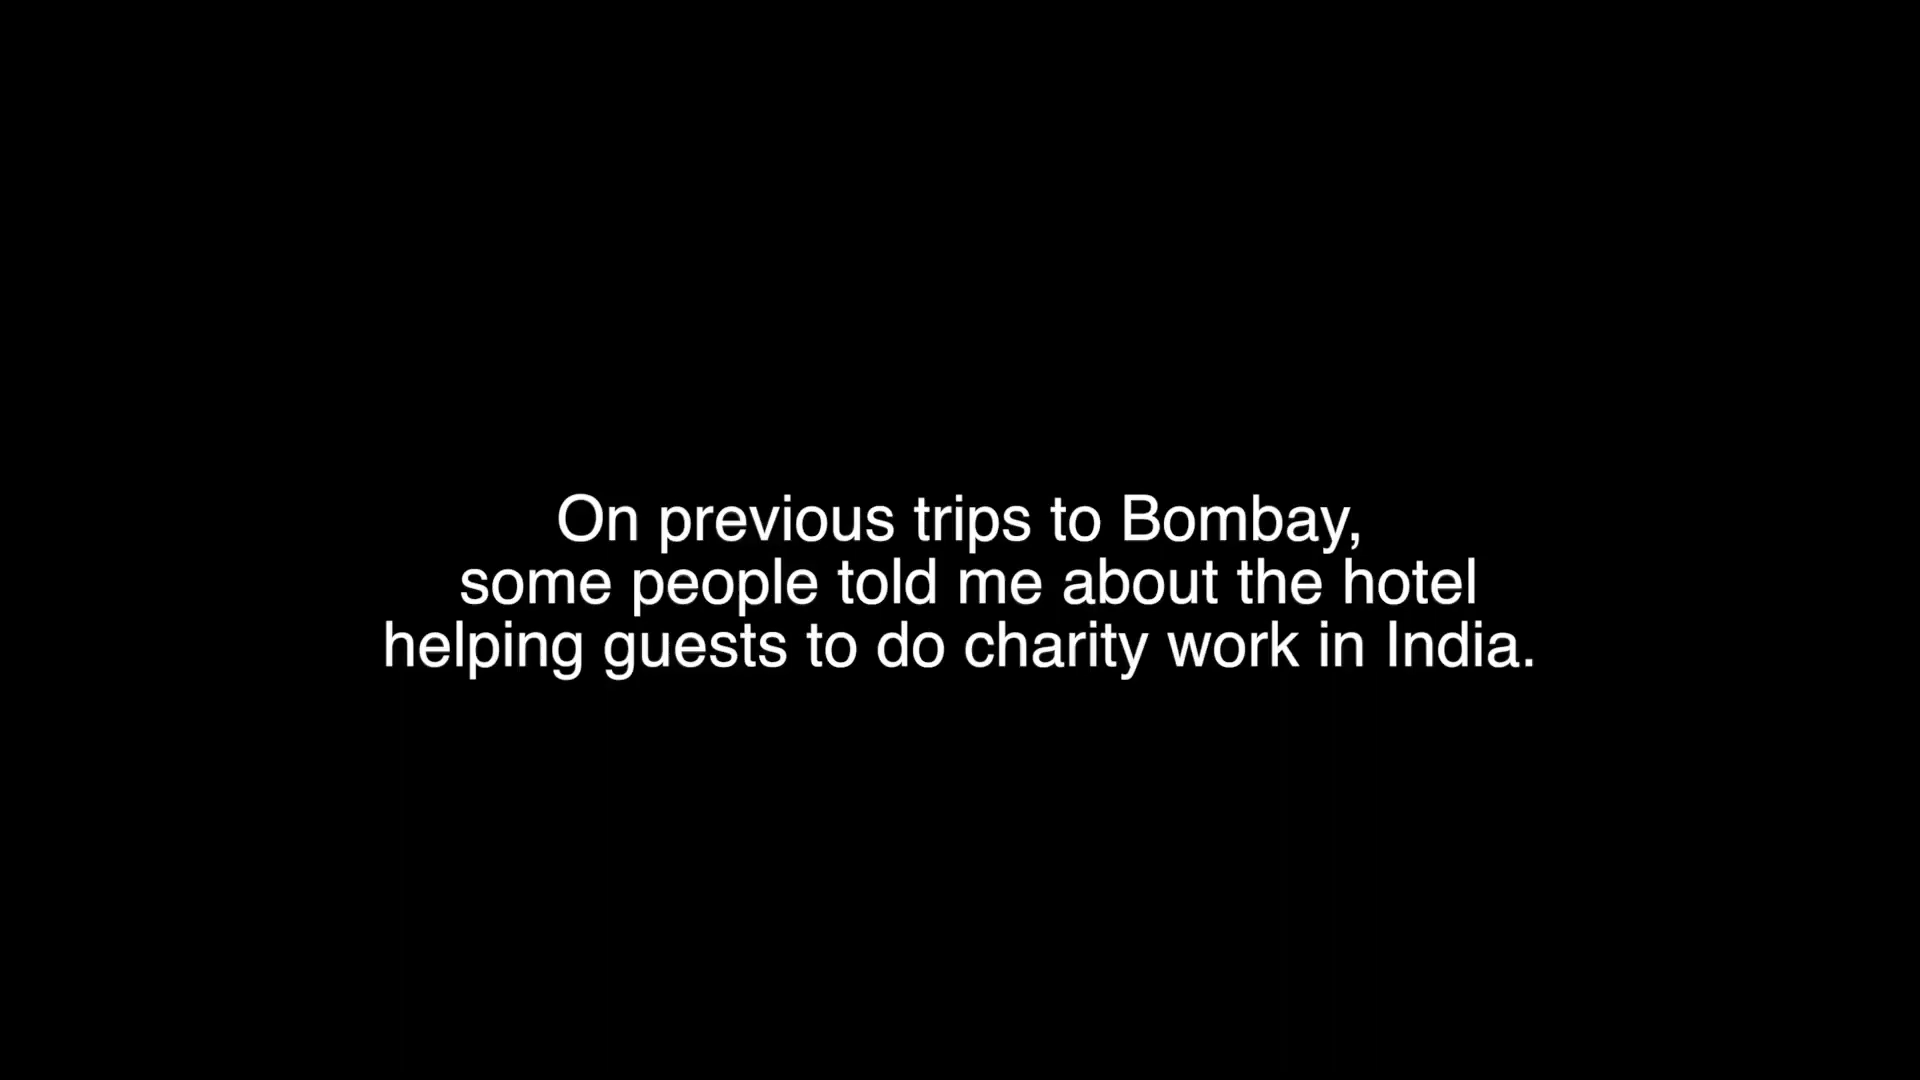 On previous trips to Bombay,
some people told me about the hotel
helping guests to do charity work in India.